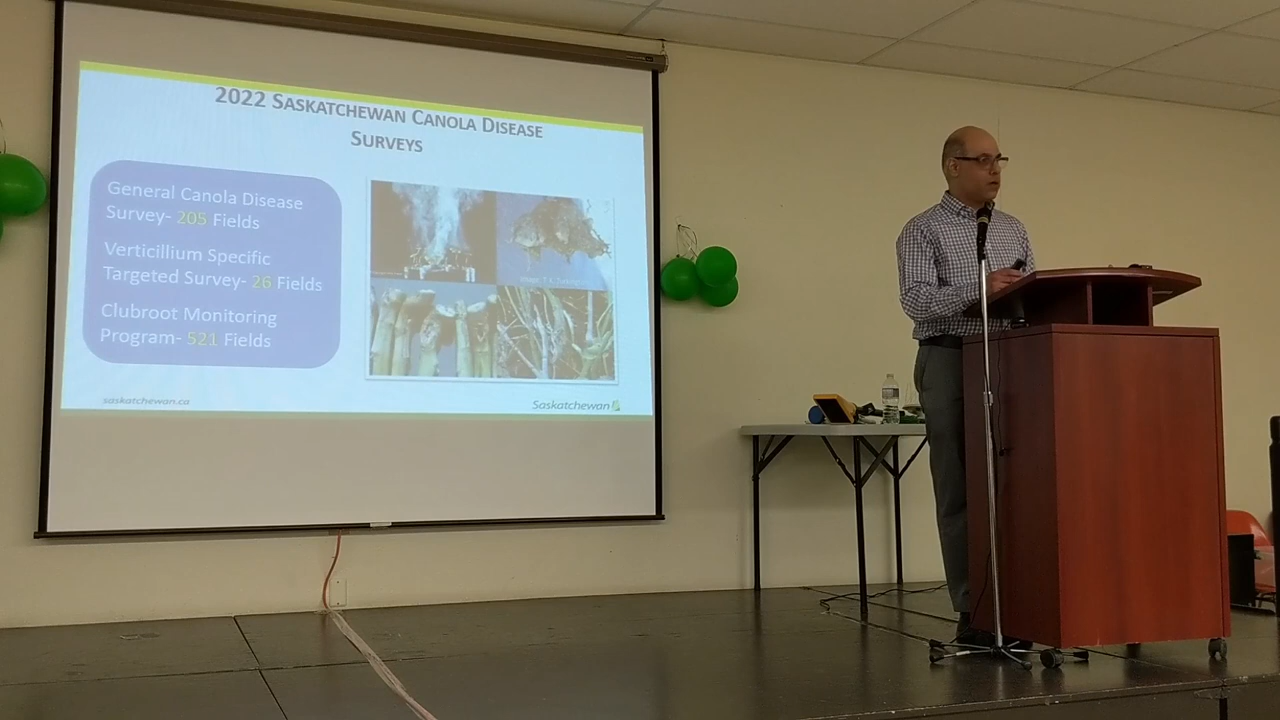 2022 SASKATCHEWAN CANOLA DISEASE
SURVEYS
General Canola Disease
Survey- 205 Fields
Verticillium Specific
Targeted Survey- 26 Fields
Clubroot Monitoring
Program- 521 Fields
saskatchewan.ca
Saskatchewan